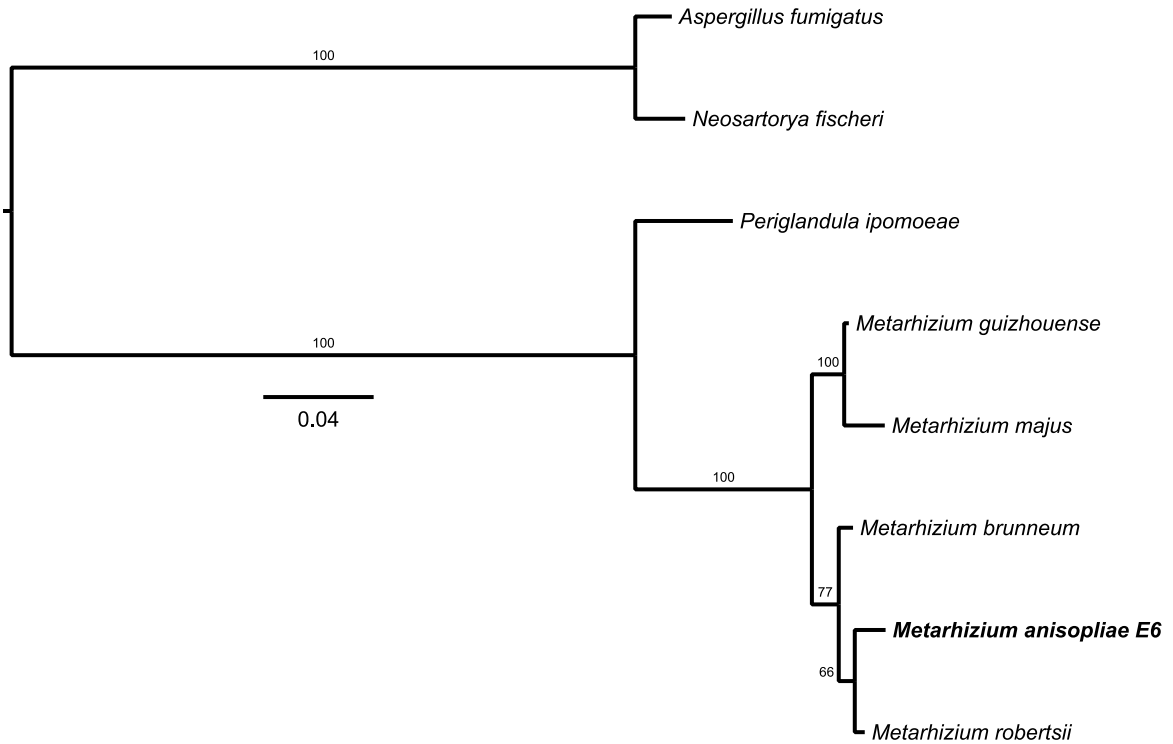 Aspergillus fumigatus
100
Neosartorya fischeri
Periglandula ipomoeae
Metarhizium guizhouense
100
100
0.04
Metarhizium majus
100
Metarhizium brunneum
77
Metarhizium anisopliae E6
66
Metarhizium robertsii